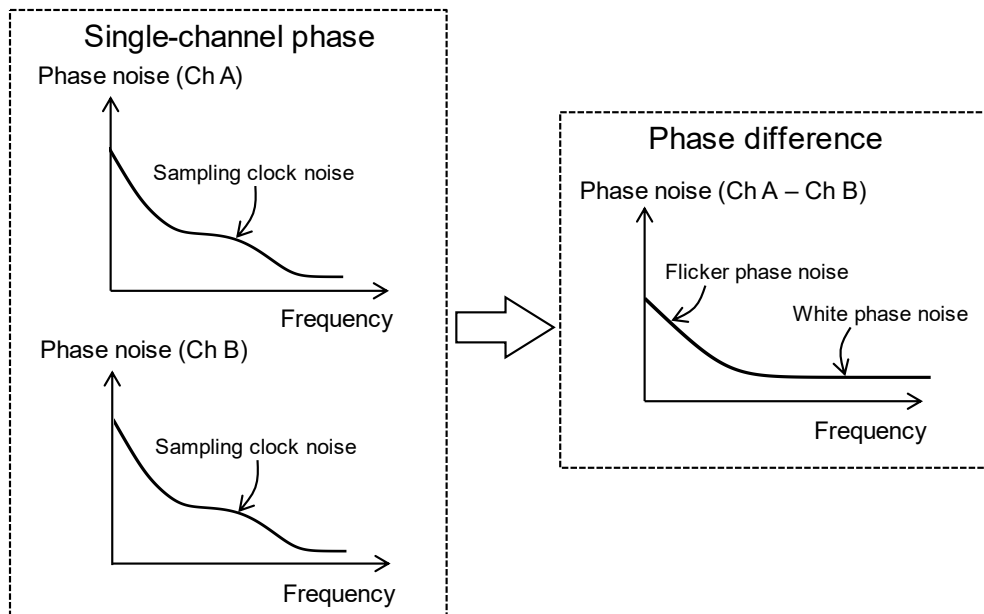 Single-channel phase
Phase noise (Ch A)
Sampling clock noise
Frequency
Phase noise (Ch B)
Sampling clock noise
Frequency
Phase difference
Phase noise (Ch A – Ch B)
Flicker phase noise
White phase noise
Frequency